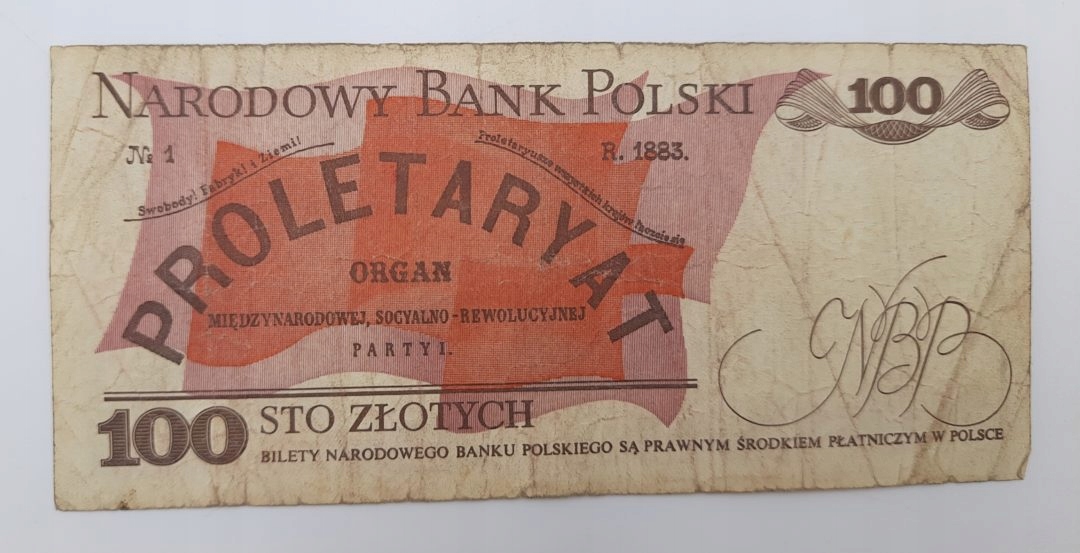 NARODOWY BANK POLSKI
100
№ 1
R. 1883.
Swobody! Fabryk! i Ziemi!
Proletaryusze wszystkich krajów łączcie się
PROLETARYAT
ORGAN
MIĘDZYNARODOWEJ, SOCYALNO-REWOLUCYJNEJ
PARTYI.
NBP
100 STO ZŁOTYCH
BILETY NARODOWEGO BANKU POLSKIEGO SĄ PRAWNYM ŚRODKIEM PŁATNICZYM W POLSCE